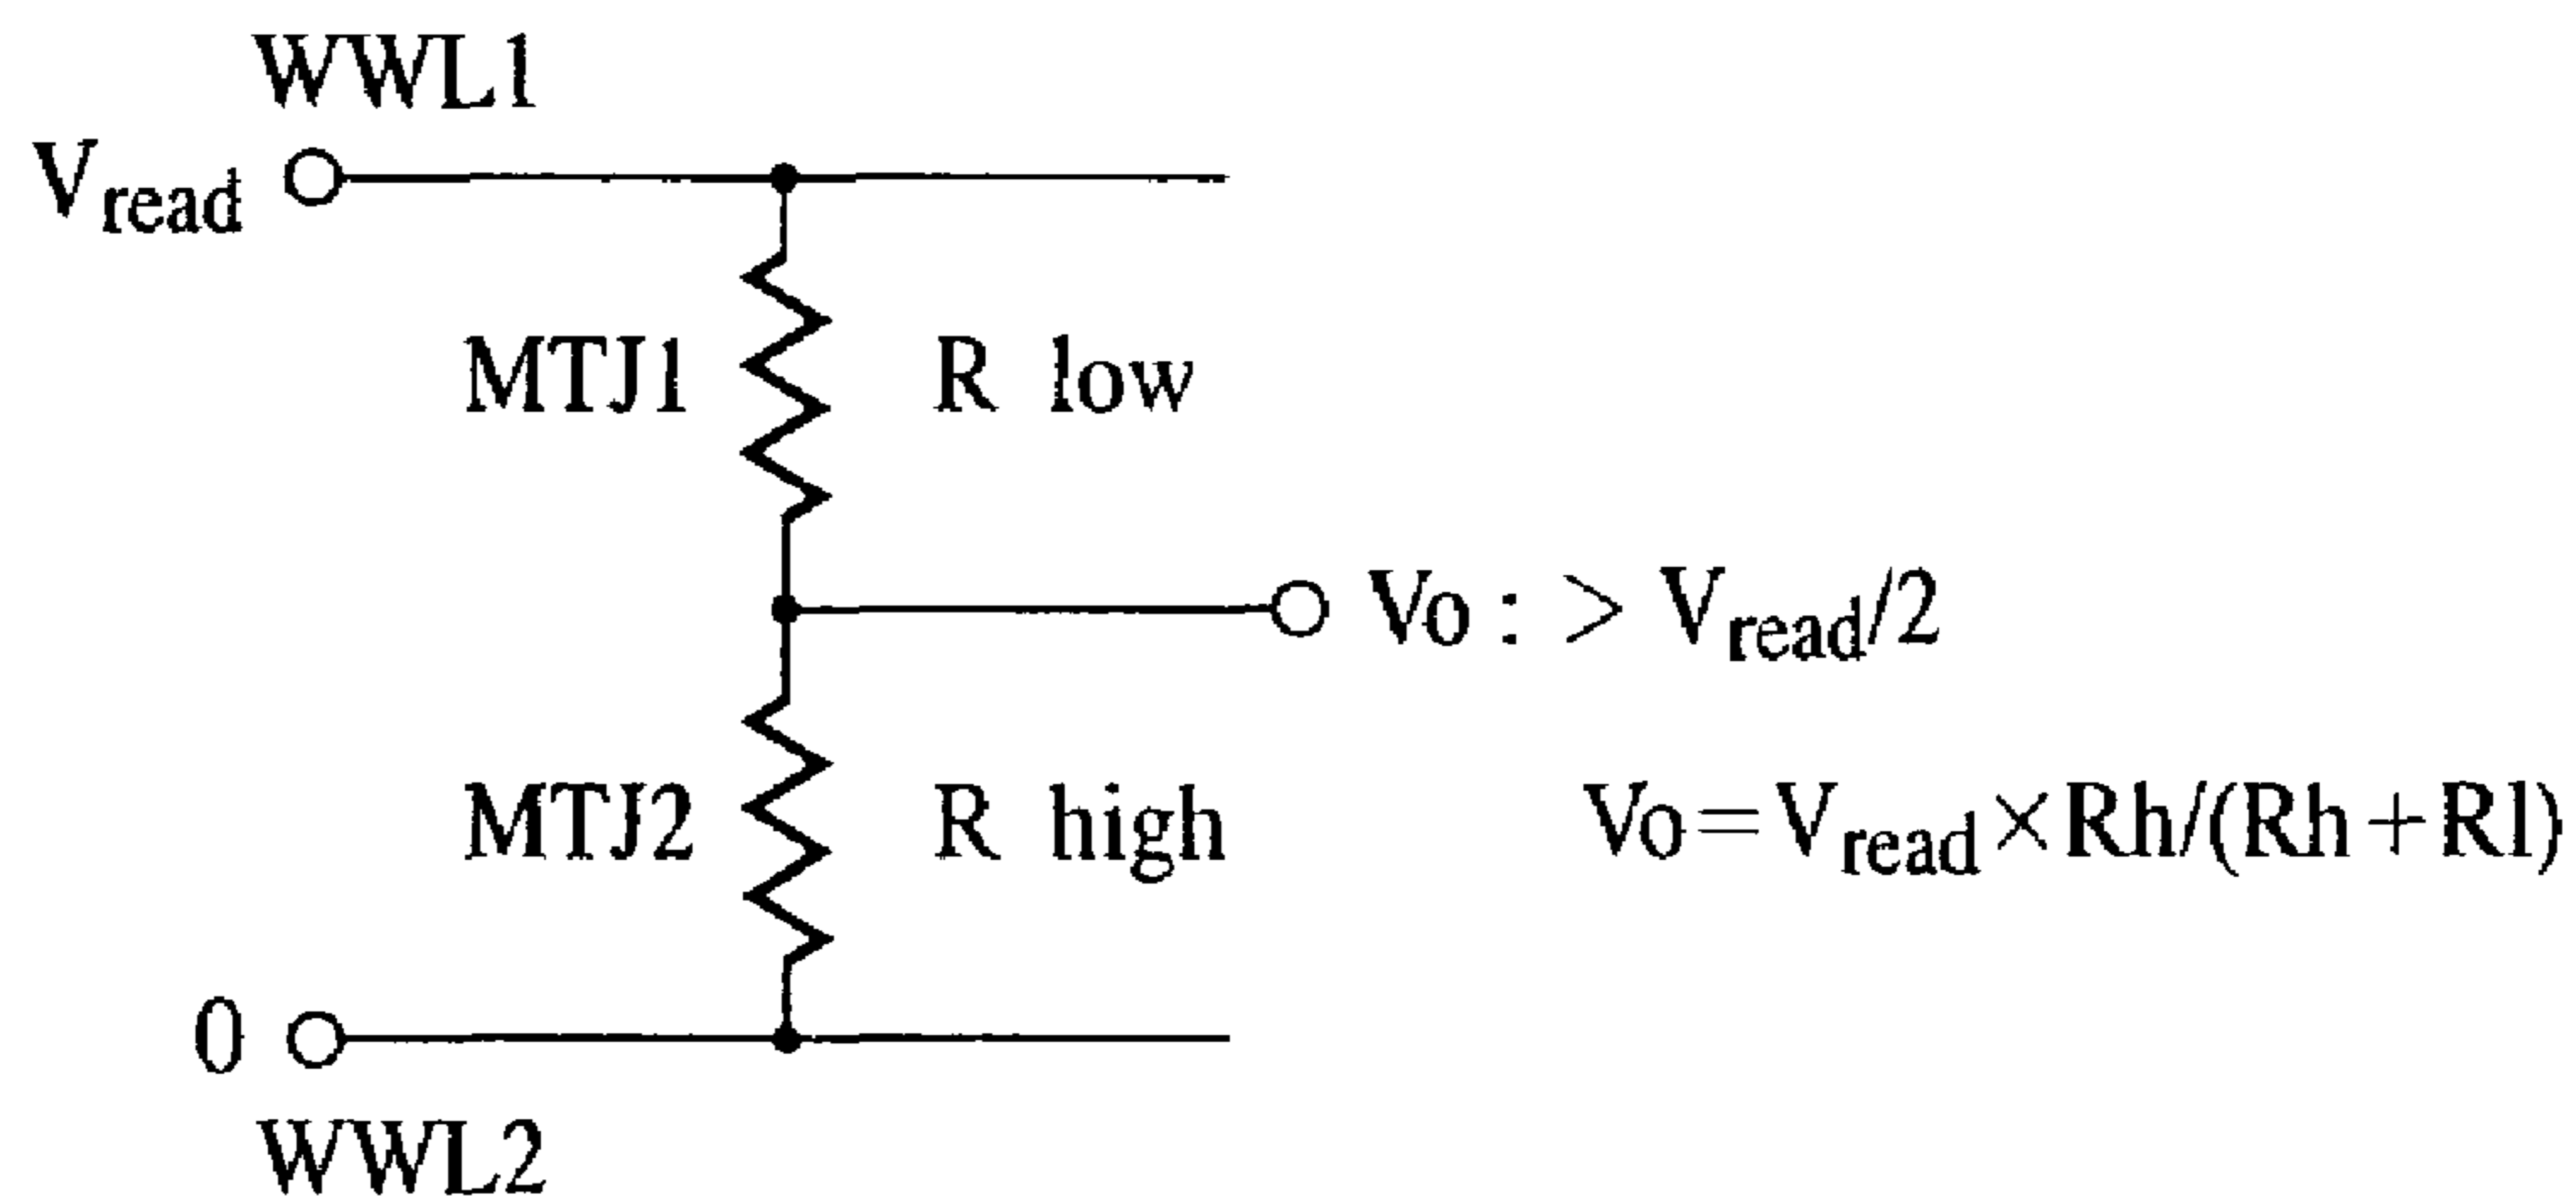 WWL1
Vread
MTJ1 R low
Vo : > Vread/2
MTJ2 R high Vo=Vread×Rh/(Rh+Rl)
0
WWL2